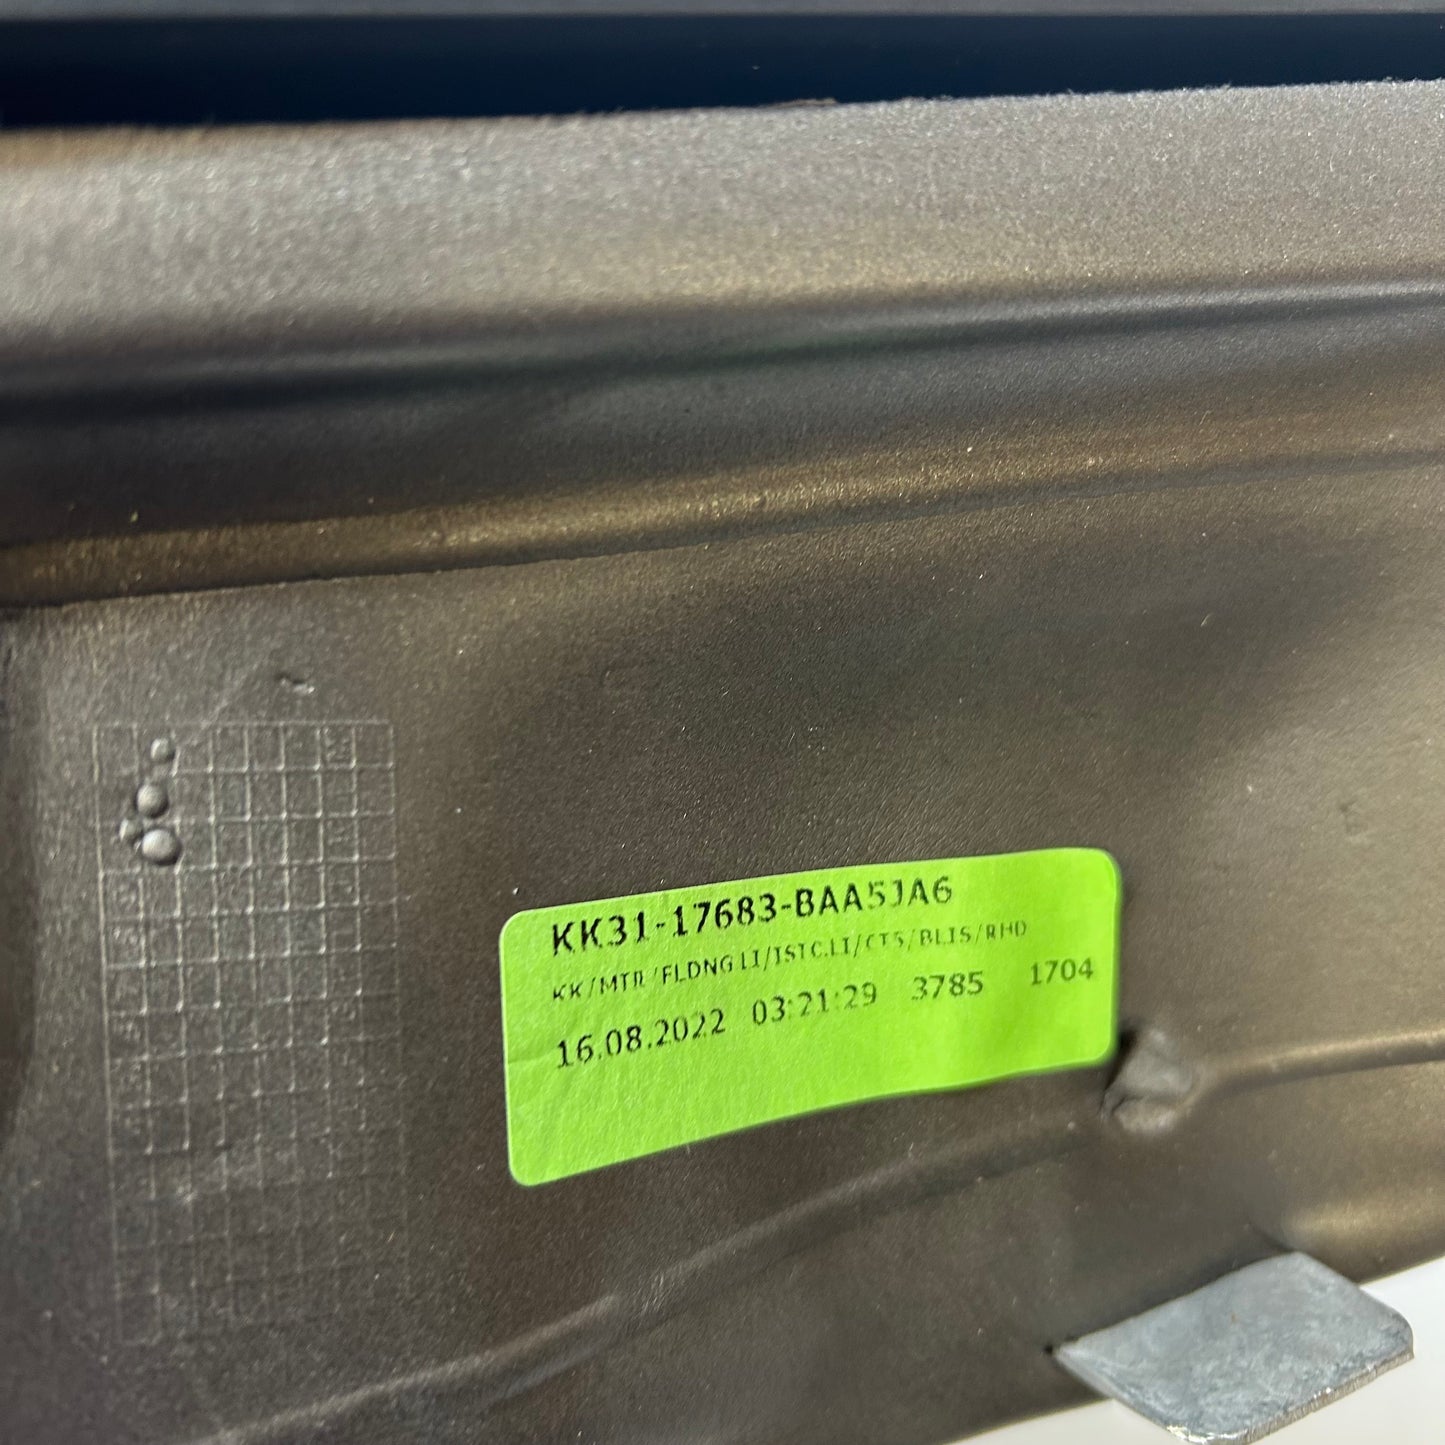 KK31-17683-BAA5JA6
KK/MTR/FLDNG LI/ISTC.LI/CTS/BLIS/RHD
16.08.2022 03:21:29 3785 1704